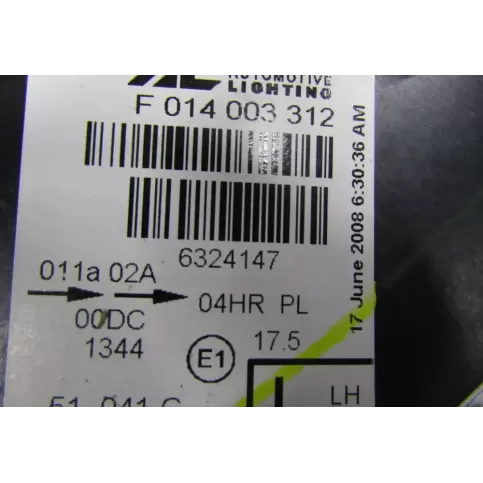 AL AUTOMOTIVE
LIGHTING
F 014 003 312
6324147
011a 02A
04HR PL
00DC
1344
E1
17.5
LH
17 June 2008 6:30:36 AM